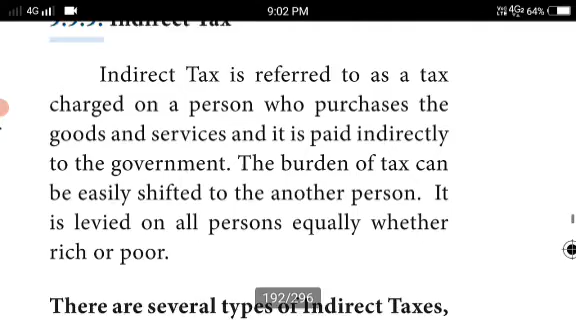 4G 9:02 PM VoLTE 4G2 64%
Indirect Tax
Indirect Tax is referred to as a tax
charged on a person who purchases the
goods and services and it is paid indirectly
to the government. The burden of tax can
be easily shifted to the another person. It
is levied on all persons equally whether
rich or poor.
192/296
There are several types of Indirect Taxes,